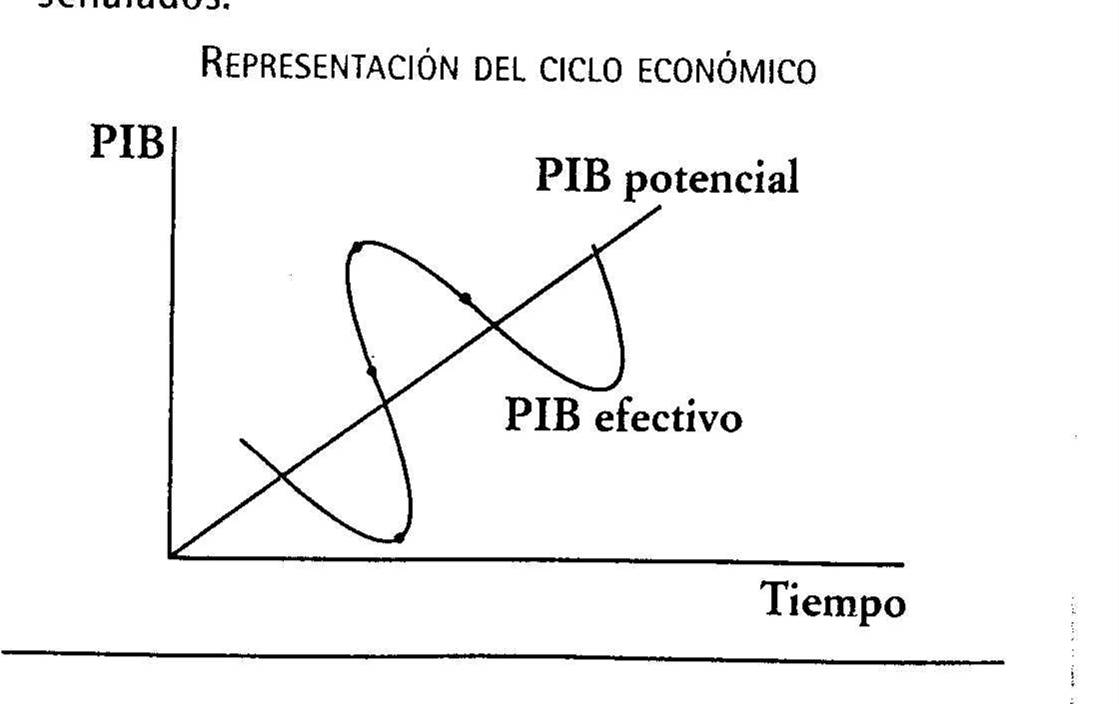 REPRESENTACIÓN DEL CICLO ECONÓMICO
PIB
PIB potencial
PIB efectivo
Tiempo